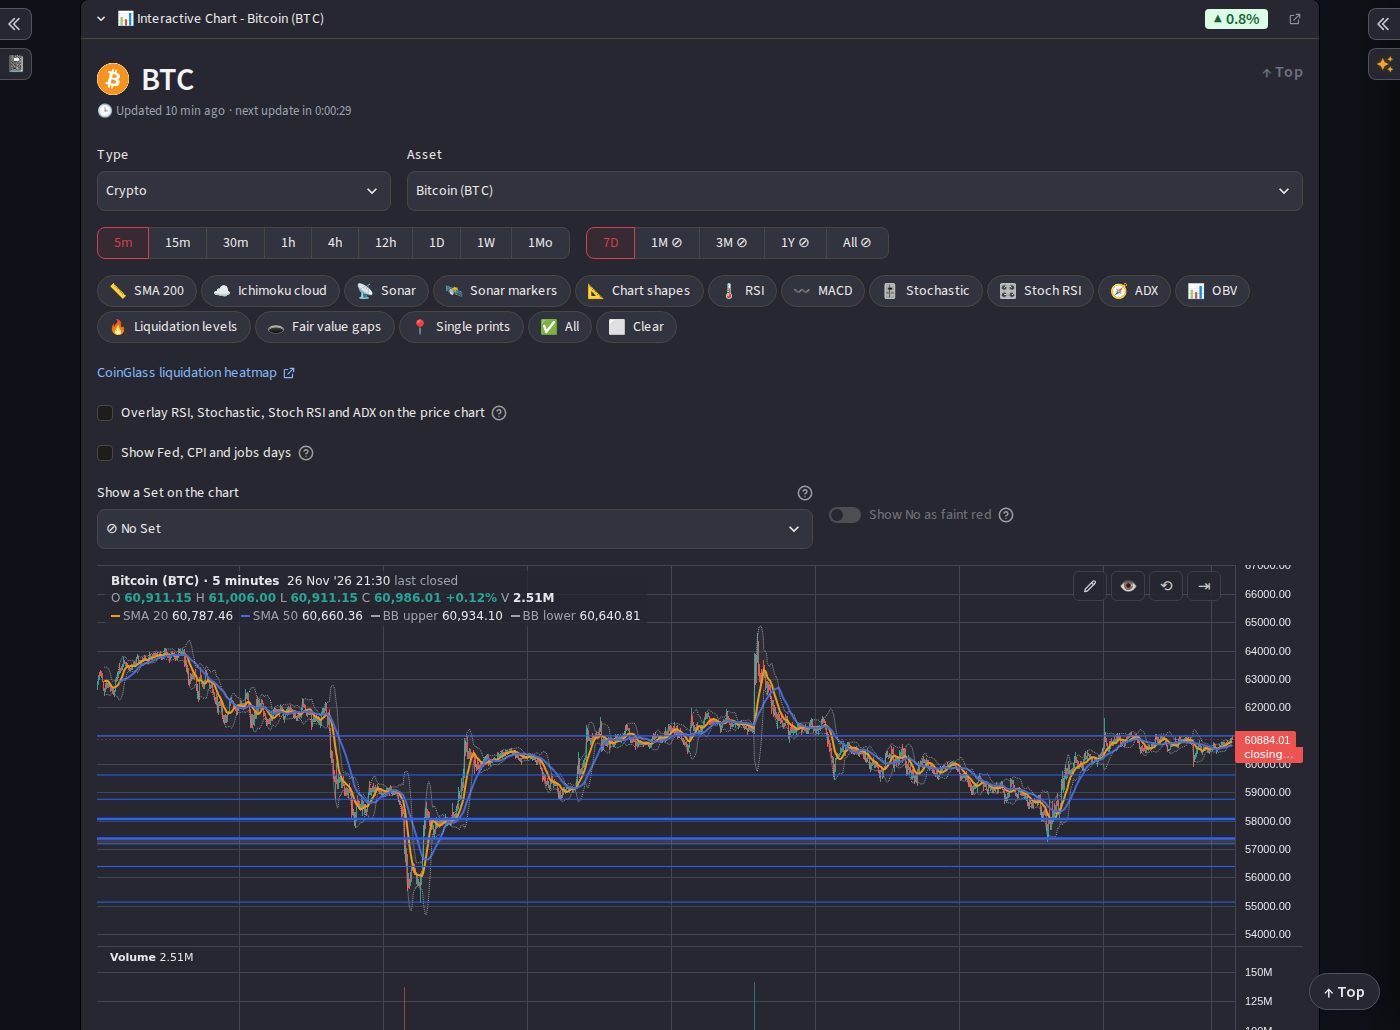 Interactive Chart - Bitcoin (BTC)
▲ 0.8%
BTC
↑ Top
Updated 10 min ago · next update in 0:00:29
Type
Asset
Crypto
Bitcoin (BTC)
5m 15m 30m 1h 4h 12h 1D 1W 1Mo
7D 1M ⊘ 3M ⊘ 1Y ⊘ All ⊘
SMA 200 Ichimoku cloud Sonar Sonar markers Chart shapes RSI MACD Stochastic Stoch RSI ADX OBV
Liquidation levels Fair value gaps Single prints All Clear
CoinGlass liquidation heatmap
Overlay RSI, Stochastic, Stoch RSI and ADX on the price chart
Show Fed, CPI and jobs days
Show a Set on the chart
⊘ No Set
Show No as faint red
Bitcoin (BTC) · 5 minutes 26 Nov '26 21:30 last closed
O 60,911.15 H 61,006.00 L 60,911.15 C 60,986.01 +0.12% V 2.51M
SMA 20 60,787.46 SMA 50 60,660.36 BB upper 60,934.10 BB lower 60,640.81
67000.00
66000.00
65000.00
64000.00
63000.00
62000.00
60884.01
closing...
60000.00
59000.00
58000.00
57000.00
56000.00
55000.00
54000.00
Volume 2.51M
150M
125M
100M
↑ Top